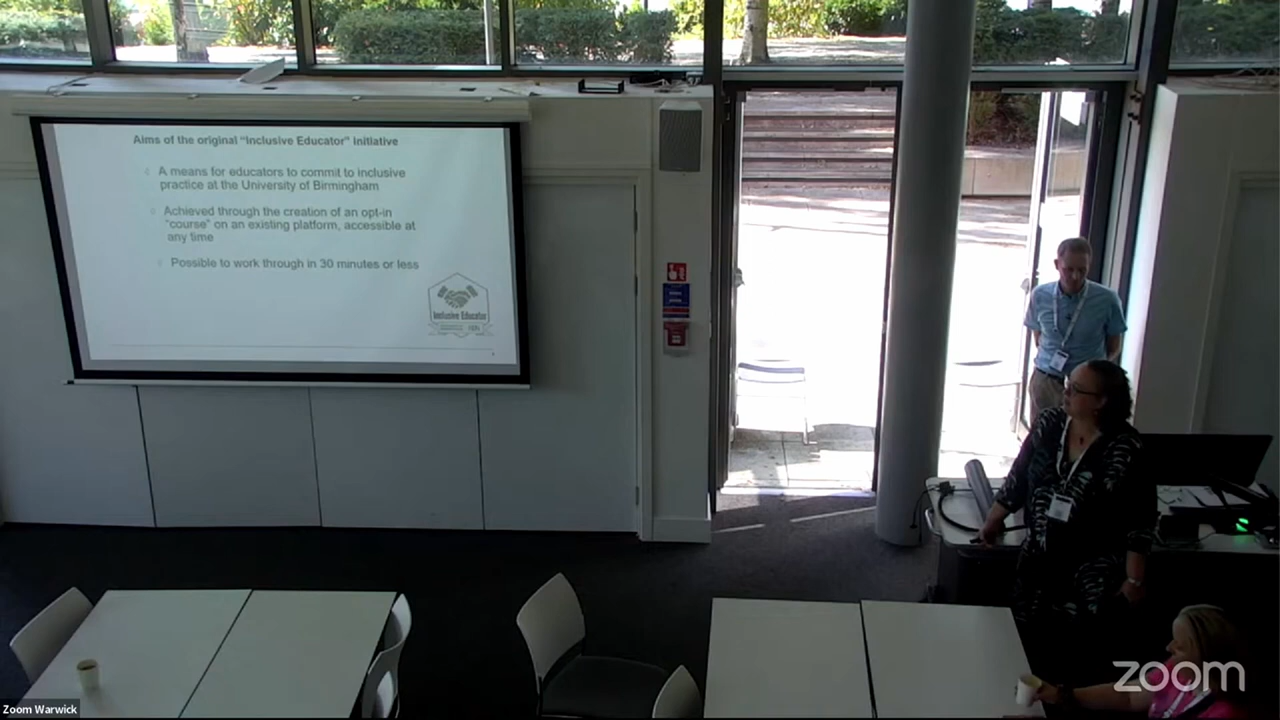 Aims of the original "Inclusive Educator" initiative
A means for educators to commit to inclusive
practice at the University of Birmingham
Achieved through the creation of an opt-in
"course" on an existing platform, accessible at
any time
Possible to work through in 30 minutes or less
Inclusive Educator
zoom
Zoom Warwick